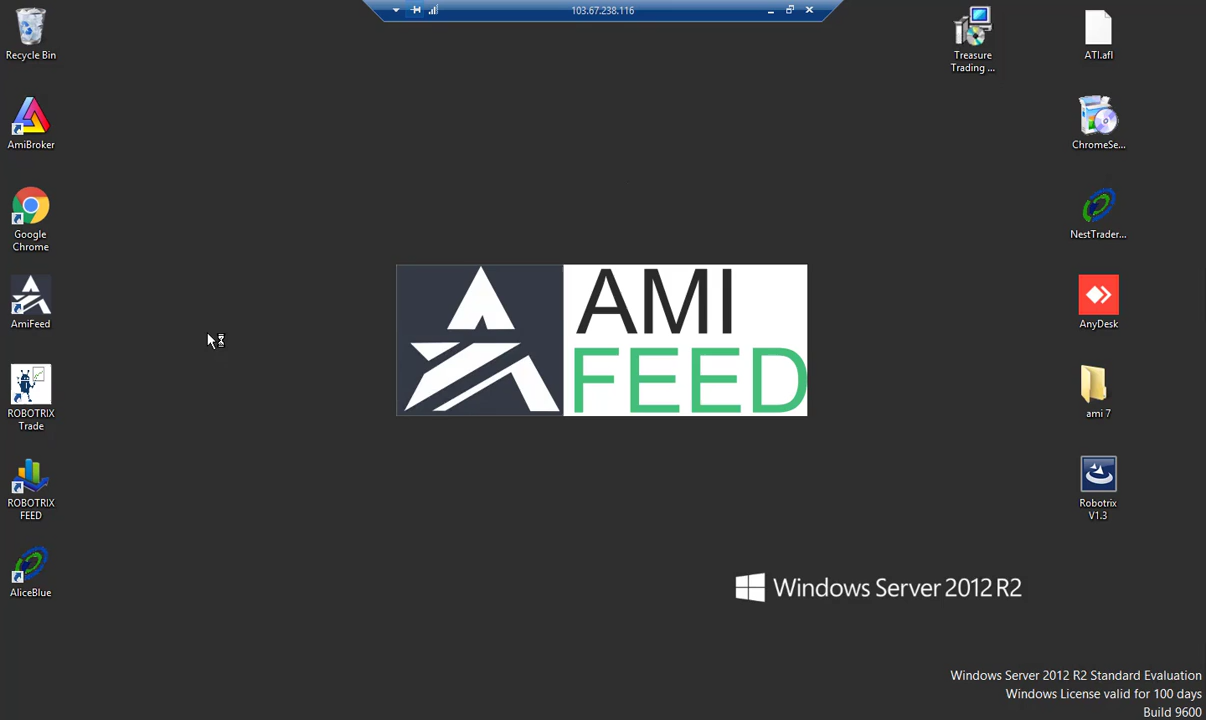 103.67.238.116
Recycle Bin
AmiBroker
Google
Chrome
AmiFeed
ROBOTRIX
Trade
ROBOTRIX
FEED
AliceBlue
AMI
FEED
Treasure
Trading ...
ATI.afl
ChromeSe...
NestTrader...
AnyDesk
ami 7
Robotrix
V1.3
Windows Server 2012 R2
Windows Server 2012 R2 Standard Evaluation
Windows License valid for 100 days
Build 9600